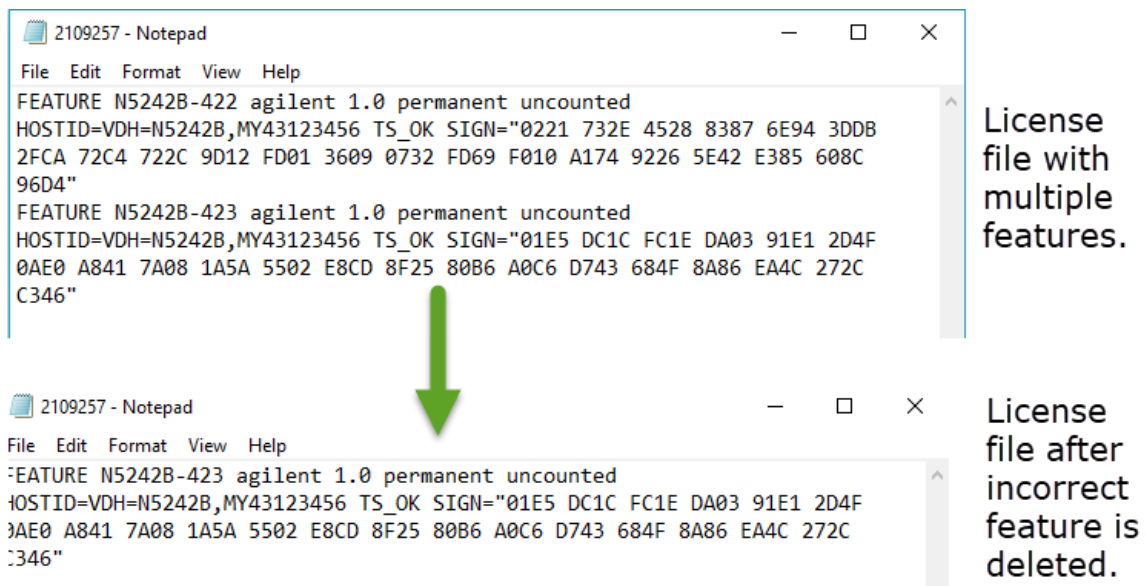 2109257 - Notepad
File Edit Format View Help
FEATURE N5242B-422 agilent 1.0 permanent uncounted
HOSTID=VDH=N5242B,MY43123456 TS_OK SIGN="0221 732E 4528 8387 6E94 3DDB
2FCA 72C4 722C 9D12 FD01 3609 0732 FD69 F010 A174 9226 5E42 E385 608C
96D4"
FEATURE N5242B-423 agilent 1.0 permanent uncounted
HOSTID=VDH=N5242B,MY43123456 TS_OK SIGN="01E5 DC1C FC1E DA03 91E1 2D4F
0AE0 A841 7A08 1A5A 5502 E8CD 8F25 80B6 A0C6 D743 684F 8A86 EA4C 272C
C346"
License
file with
multiple
features.
2109257 - Notepad
File Edit Format View Help
FEATURE N5242B-423 agilent 1.0 permanent uncounted
HOSTID=VDH=N5242B,MY43123456 TS_OK SIGN="01E5 DC1C FC1E DA03 91E1 2D4F
0AE0 A841 7A08 1A5A 5502 E8CD 8F25 80B6 A0C6 D743 684F 8A86 EA4C 272C
C346"
License
file after
incorrect
feature is
deleted.